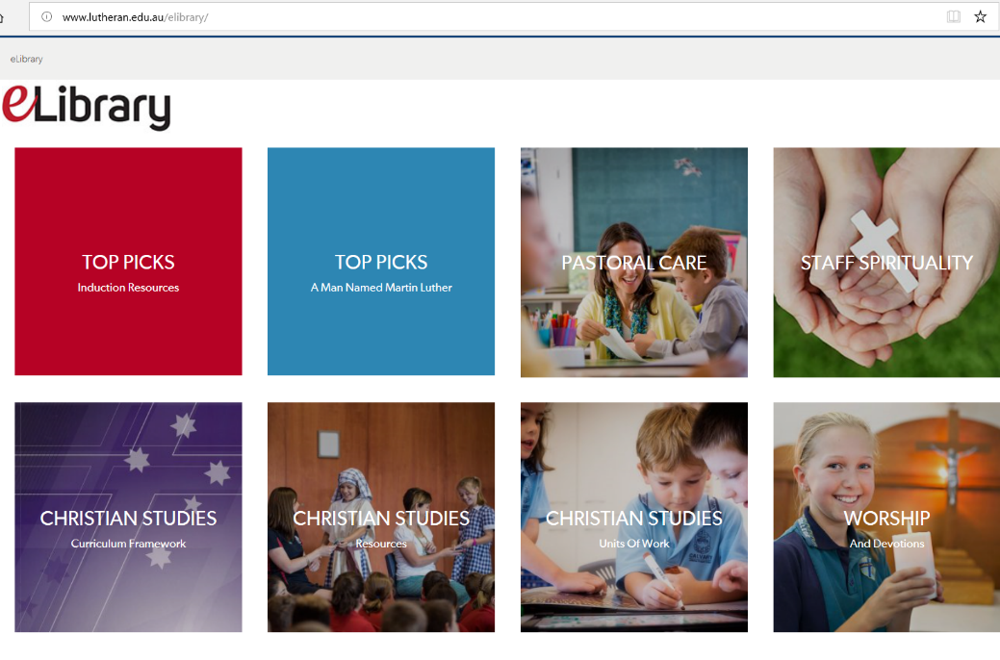 www.lutheran.edu.au/elibrary/
eLibrary
eLibrary
TOP PICKS
Induction Resources
TOP PICKS
A Man Named Martin Luther
PASTORAL CARE
STAFF SPIRITUALITY
CHRISTIAN STUDIES
Curriculum Framework
CHRISTIAN STUDIES
Resources
CHRISTIAN STUDIES
Units Of Work
CALVARY
WORSHIP
And Devotions